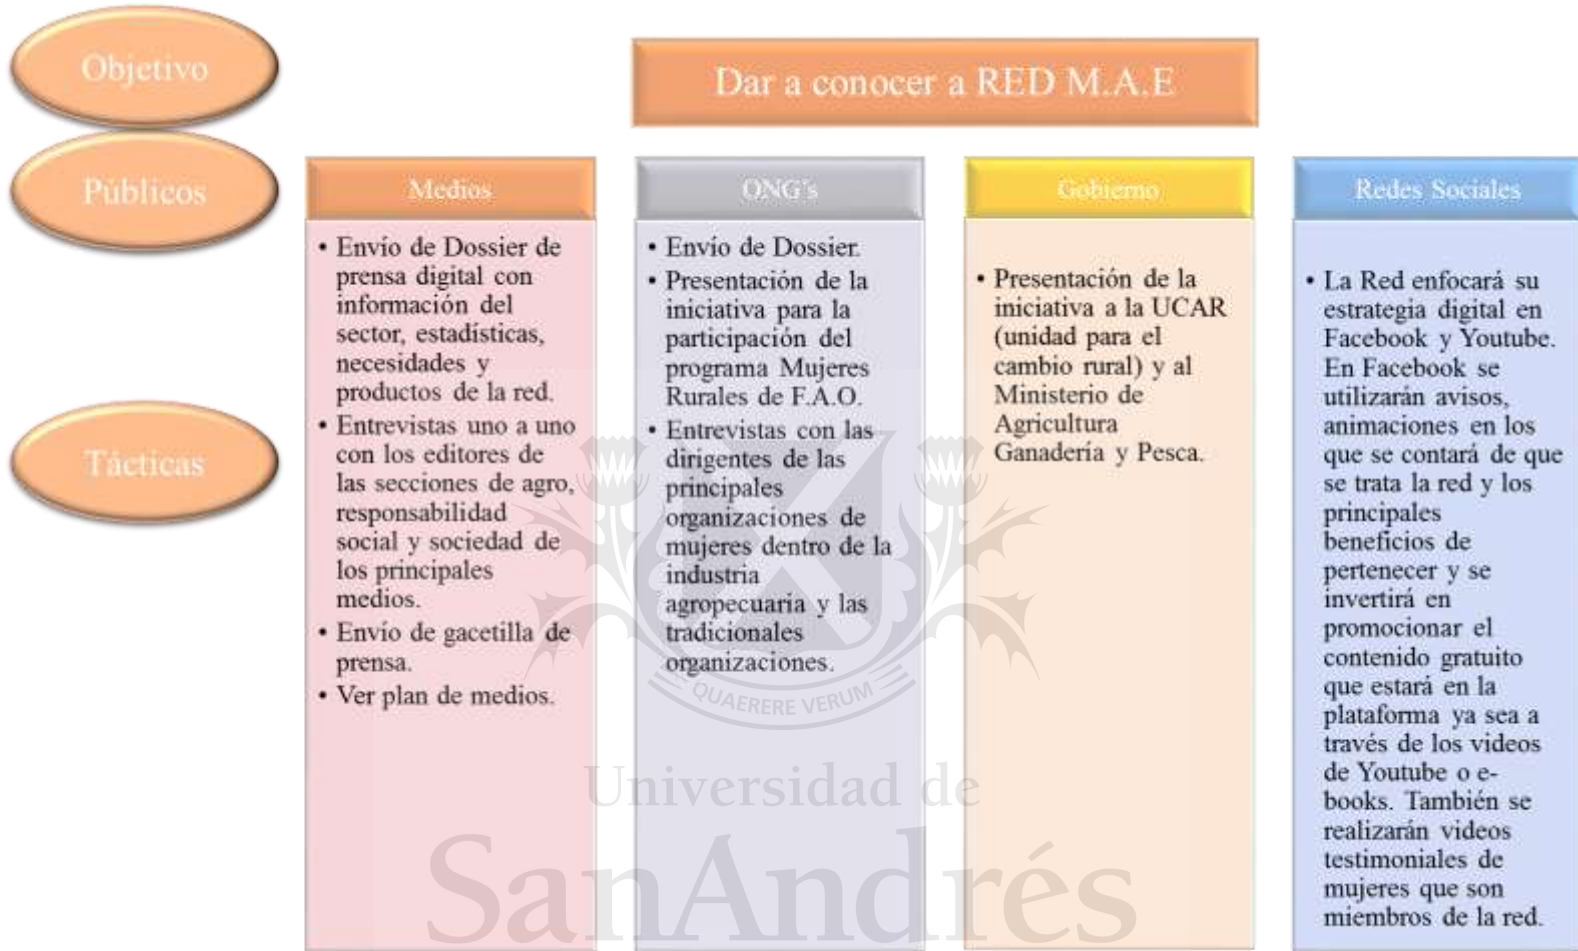 Objetivo
Dar a conocer a RED M.A.E
Públicos
Medios
ONG's
Gobierno
Redes Sociales
Tácticas
• Envío de Dossier de
prensa digital con
información del
sector, estadísticas,
necesidades y
productos de la red.
• Entrevistas uno a uno
con los editores de
las secciones de agro,
responsabilidad
social y sociedad de
los principales
medios.
• Envío de gacetilla de
prensa.
• Ver plan de medios.
• Envío de Dossier.
• Presentación de la
iniciativa para la
participación del
programa Mujeres
Rurales de F.A.O.
• Entrevistas con las
dirigentes de las
principales
organizaciones de
mujeres dentro de la
industria
agropecuaria y las
tradicionales
organizaciones.
• Presentación de la
iniciativa a la UCAR
(unidad para el
cambio rural) y al
Ministerio de
Agricultura
Ganadería y Pesca.
• La Red enfocará su
estrategia digital en
Facebook y Youtube.
En Facebook se
utilizarán avisos,
animaciones en los
que se contará de que
se trata la red y los
principales
beneficios de
pertenecer y se
invertirá en
promocionar el
contenido gratuito
que estará en la
plataforma ya sea a
través de los videos
de Youtube o e-
books. También se
realizarán videos
testimoniales de
mujeres que son
miembros de la red.
QUAERERE VERUM
Universidad de
SanAndrés